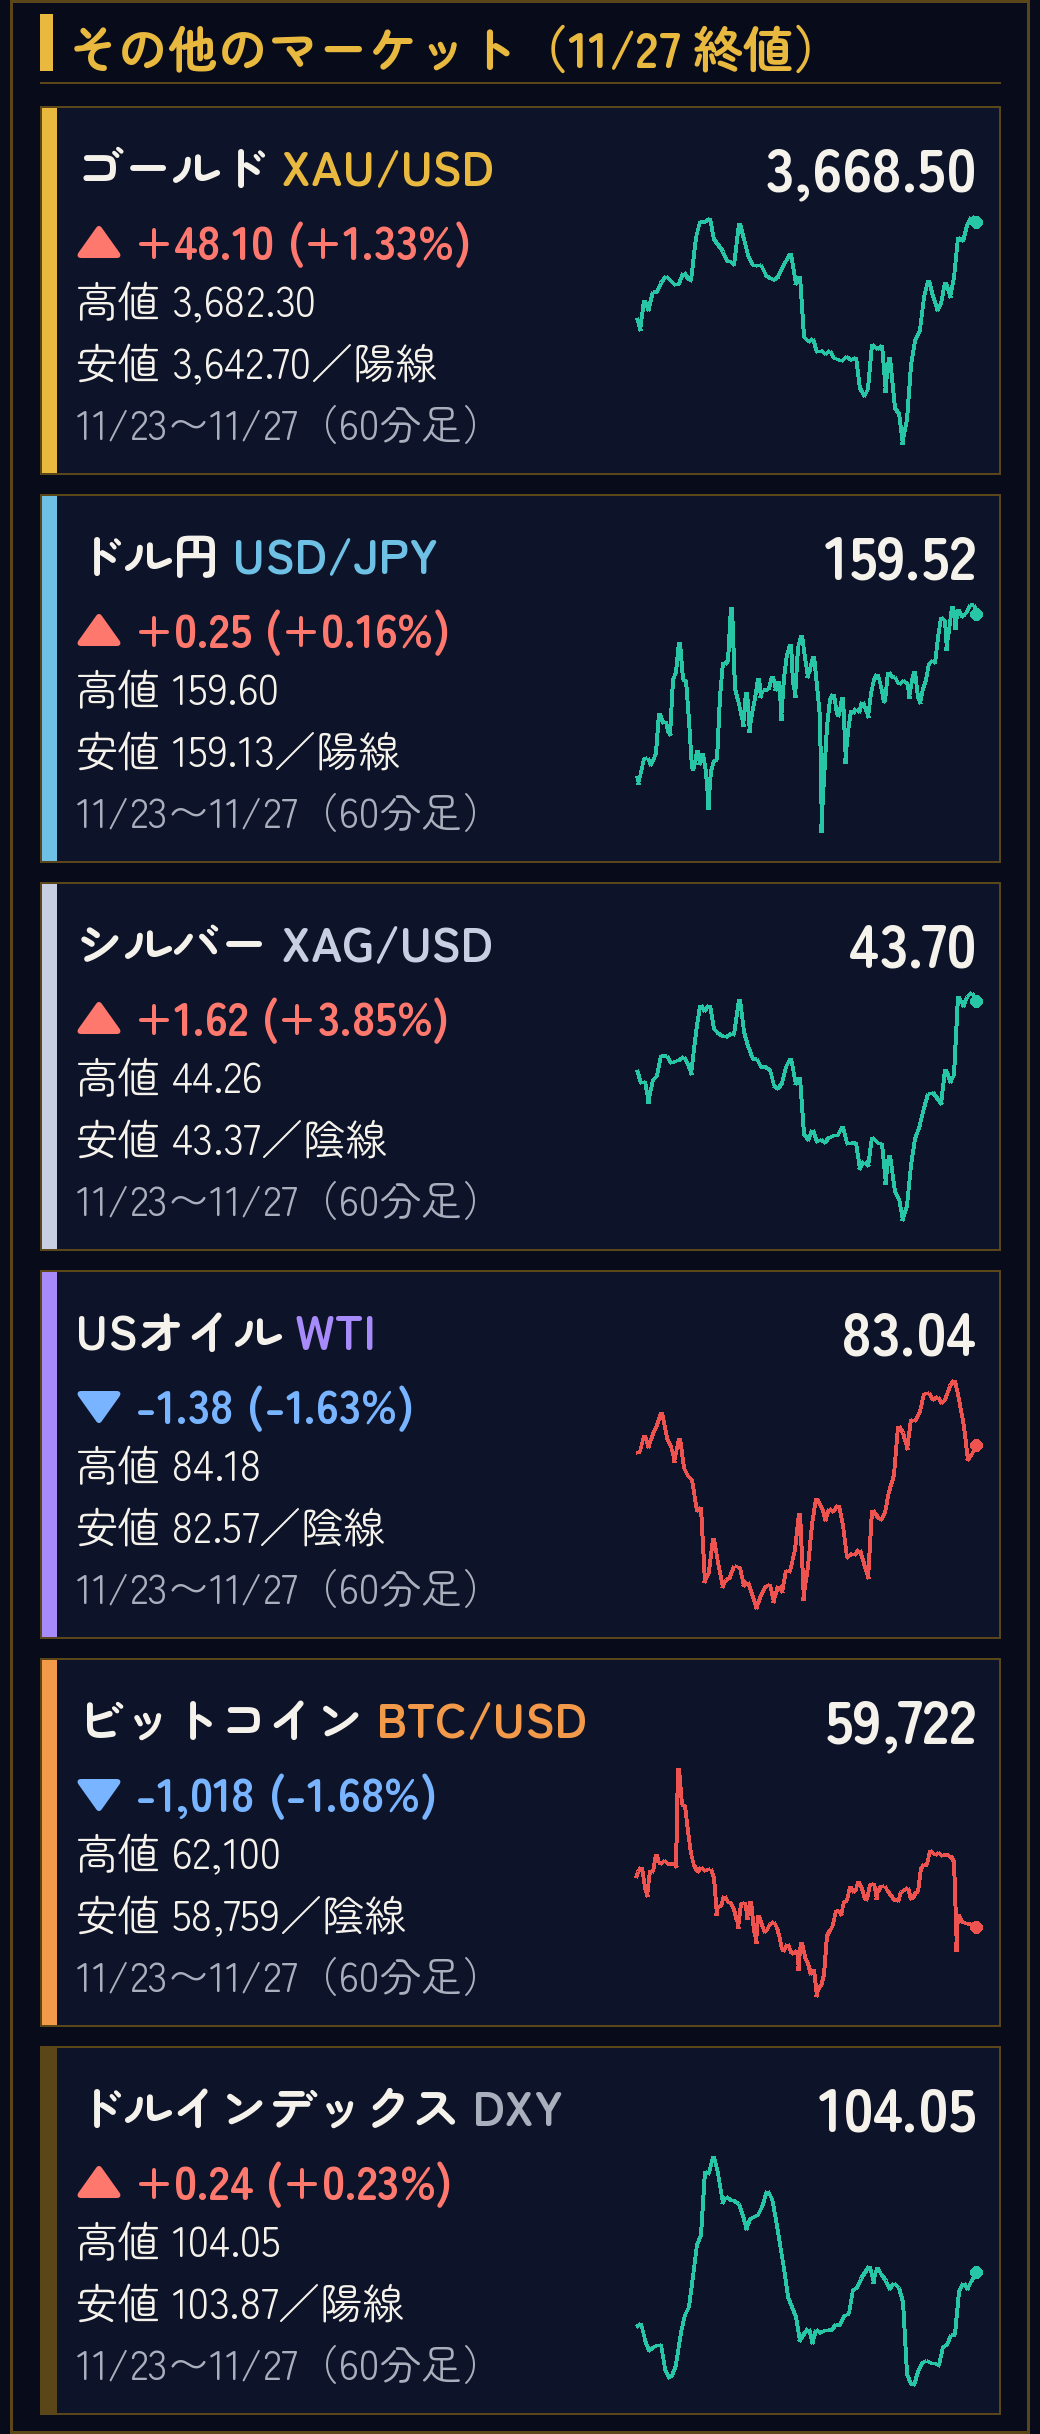 その他のマーケット（11/27 終値）
ゴールド XAU/USD 3,668.50
▲ +48.10 (+1.33%)
高値 3,682.30
安値 3,642.70／陽線
11/23〜11/27（60分足）
ドル円 USD/JPY 159.52
▲ +0.25 (+0.16%)
高値 159.60
安値 159.13／陽線
11/23〜11/27（60分足）
シルバー XAG/USD 43.70
▲ +1.62 (+3.85%)
高値 44.26
安値 43.37／陰線
11/23〜11/27（60分足）
USオイル WTI 83.04
▼ -1.38 (-1.63%)
高値 84.18
安値 82.57／陰線
11/23〜11/27（60分足）
ビットコイン BTC/USD 59,722
▼ -1,018 (-1.68%)
高値 62,100
安値 58,759／陰線
11/23〜11/27（60分足）
ドルインデックス DXY 104.05
▲ +0.24 (+0.23%)
高値 104.05
安値 103.87／陽線
11/23〜11/27（60分足）